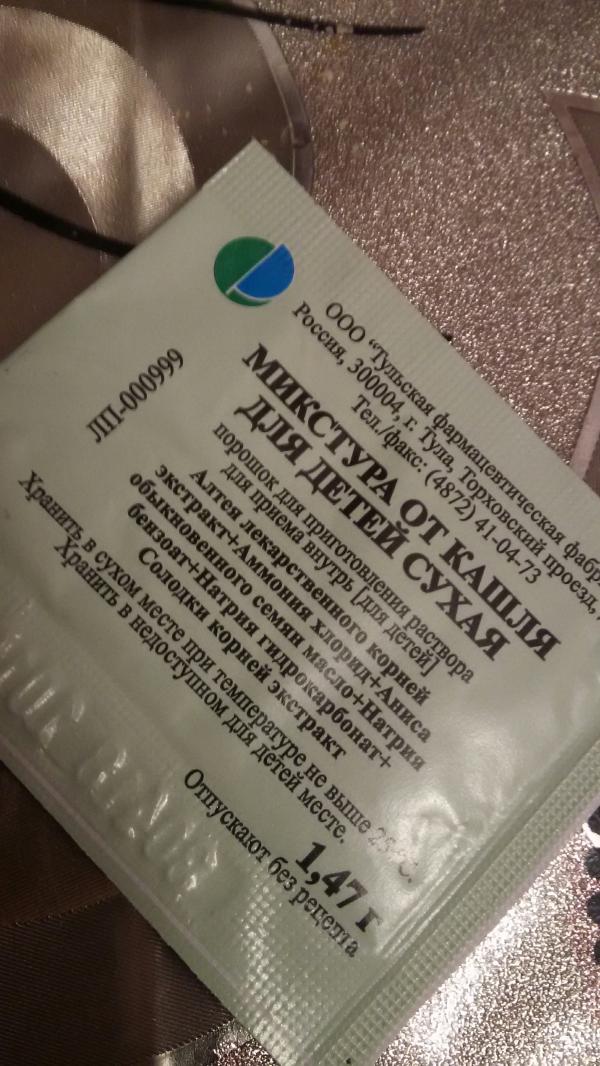 ООО "Тульская фармацевтическая
Россия, 300004, г. Тула, Торховский проезд,
Тел./факс: (4872) 41-04-73
МИКСТУРА ОТ КАШЛЯ
ДЛЯ ДЕТЕЙ СУХАЯ
порошок для приготовления раствора
для приема внутрь [для детей]
Алтея лекарственного корней
экстракт+Аммония хлорид+Аниса
обыкновенного семян масло+Натрия
бензоат+Натрия гидрокарбонат+
Солодки корней экстракт
Хранить в сухом месте при температуре не выше 25°С.
Хранить в недоступном для детей месте.
1,47 г
Отпускают без рецепта
ЛП-000999